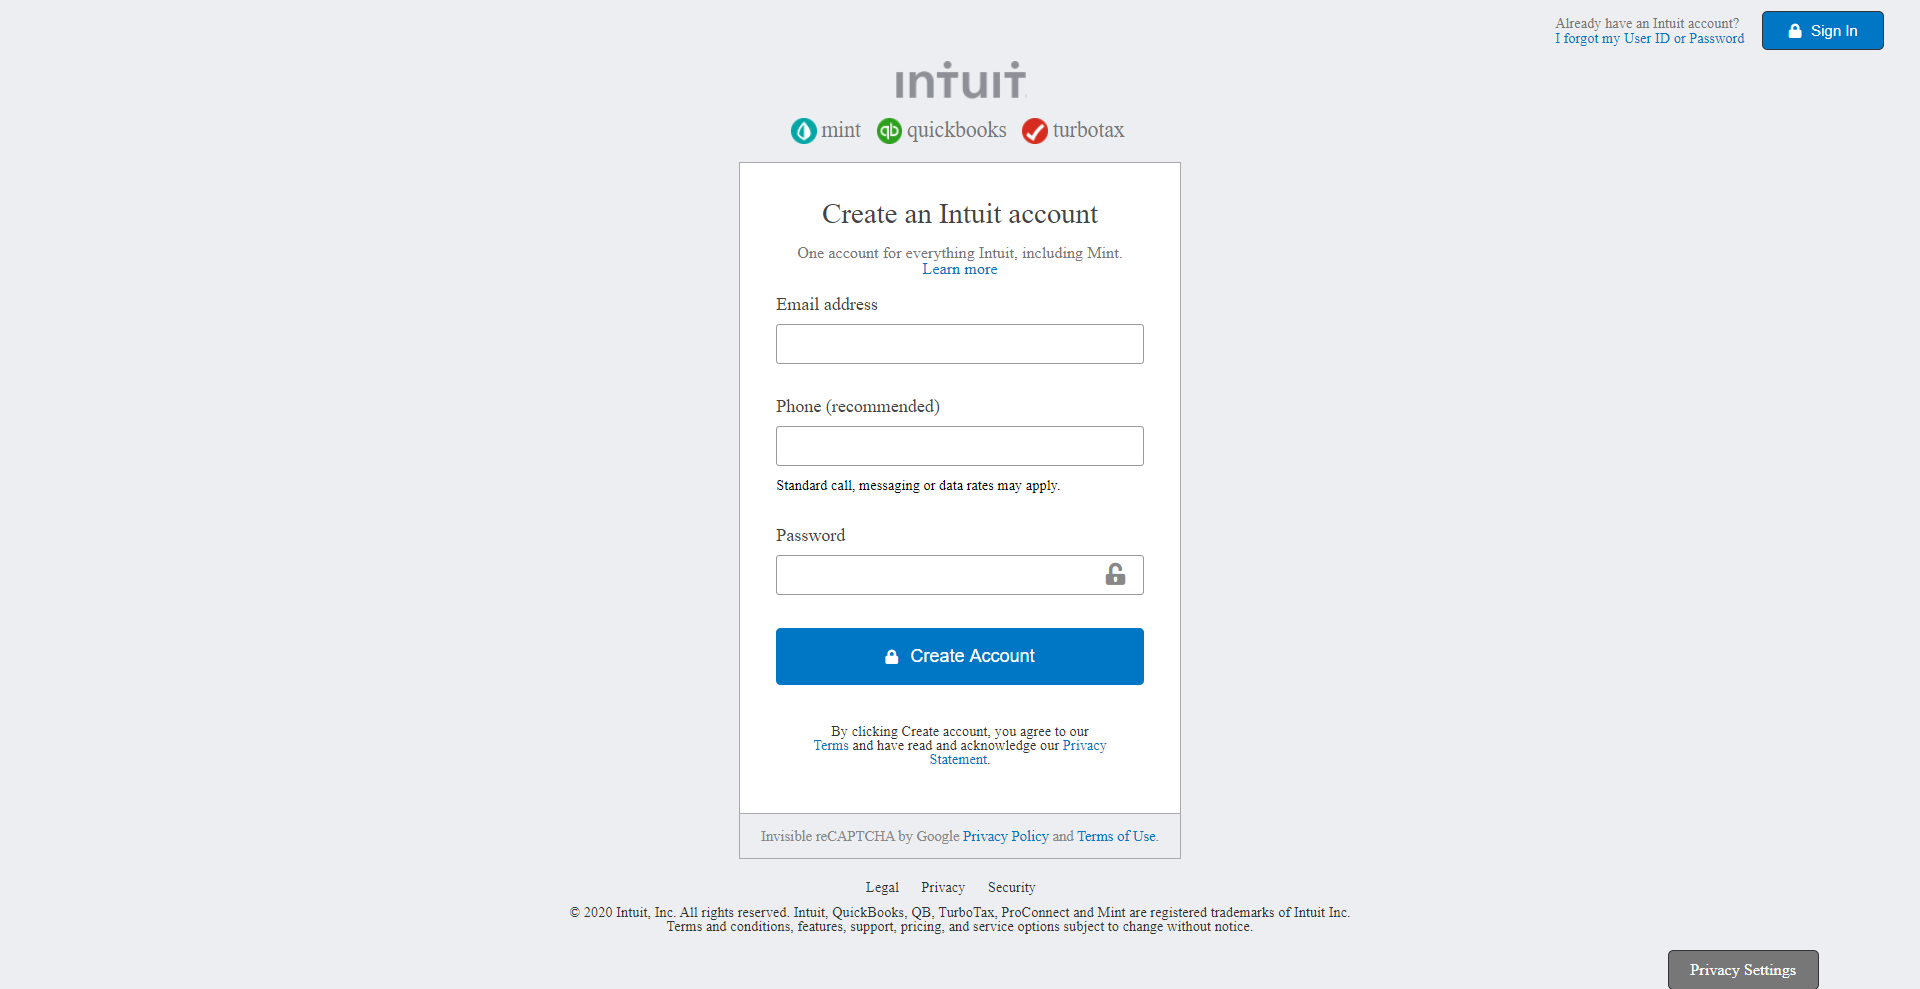 Already have an Intuit account?
I forgot my User ID or Password
Sign In
intuit
mint quickbooks turbotax
Create an Intuit account
One account for everything Intuit, including Mint.
Learn more
Email address
Phone (recommended)
Standard call, messaging or data rates may apply.
Password
Create Account
By clicking Create account, you agree to our
Terms and have read and acknowledge our Privacy
Statement.
Invisible reCAPTCHA by Google Privacy Policy and Terms of Use.
Legal Privacy Security
© 2020 Intuit, Inc. All rights reserved. Intuit, QuickBooks, QB, TurboTax, ProConnect and Mint are registered trademarks of Intuit Inc.
Terms and conditions, features, support, pricing, and service options subject to change without notice.
Privacy Settings